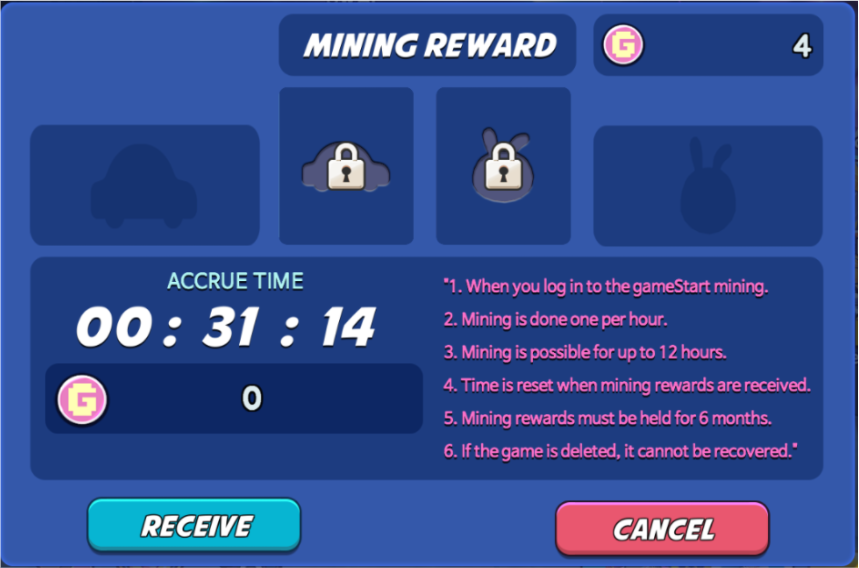 MINING REWARD
G 4
ACCRUE TIME
00 : 31 : 14
G 0
"1. When you log in to the gameStart mining.
2. Mining is done one per hour.
3. Mining is possible for up to 12 hours.
4. Time is reset when mining rewards are received.
5. Mining rewards must be held for 6 months.
6. If the game is deleted, it cannot be recovered."
RECEIVE
CANCEL